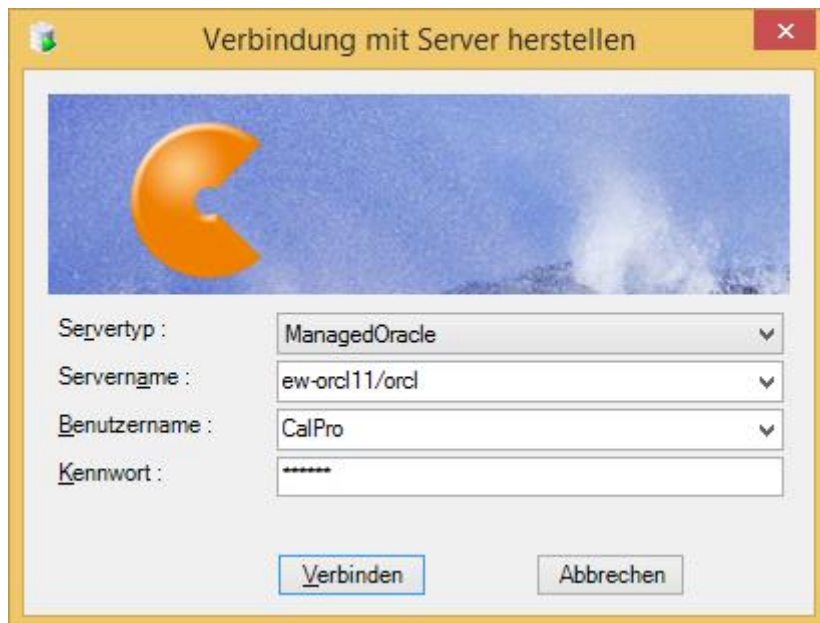 Verbindung mit Server herstellen
Servertyp : ManagedOracle
Servername : ew-orcl11/orcl
Benutzername : CalPro
Kennwort : ******
Verbinden Abbrechen